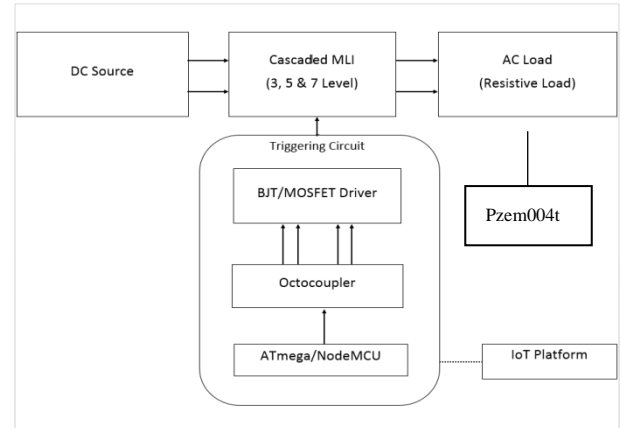 DC Source
Cascaded MLI
(3, 5 & 7 Level)
AC Load
(Resistive Load)
Triggering Circuit
BJT/MOSFET Driver
Pzem004t
Octocoupler
ATmega/NodeMCU
IoT Platform